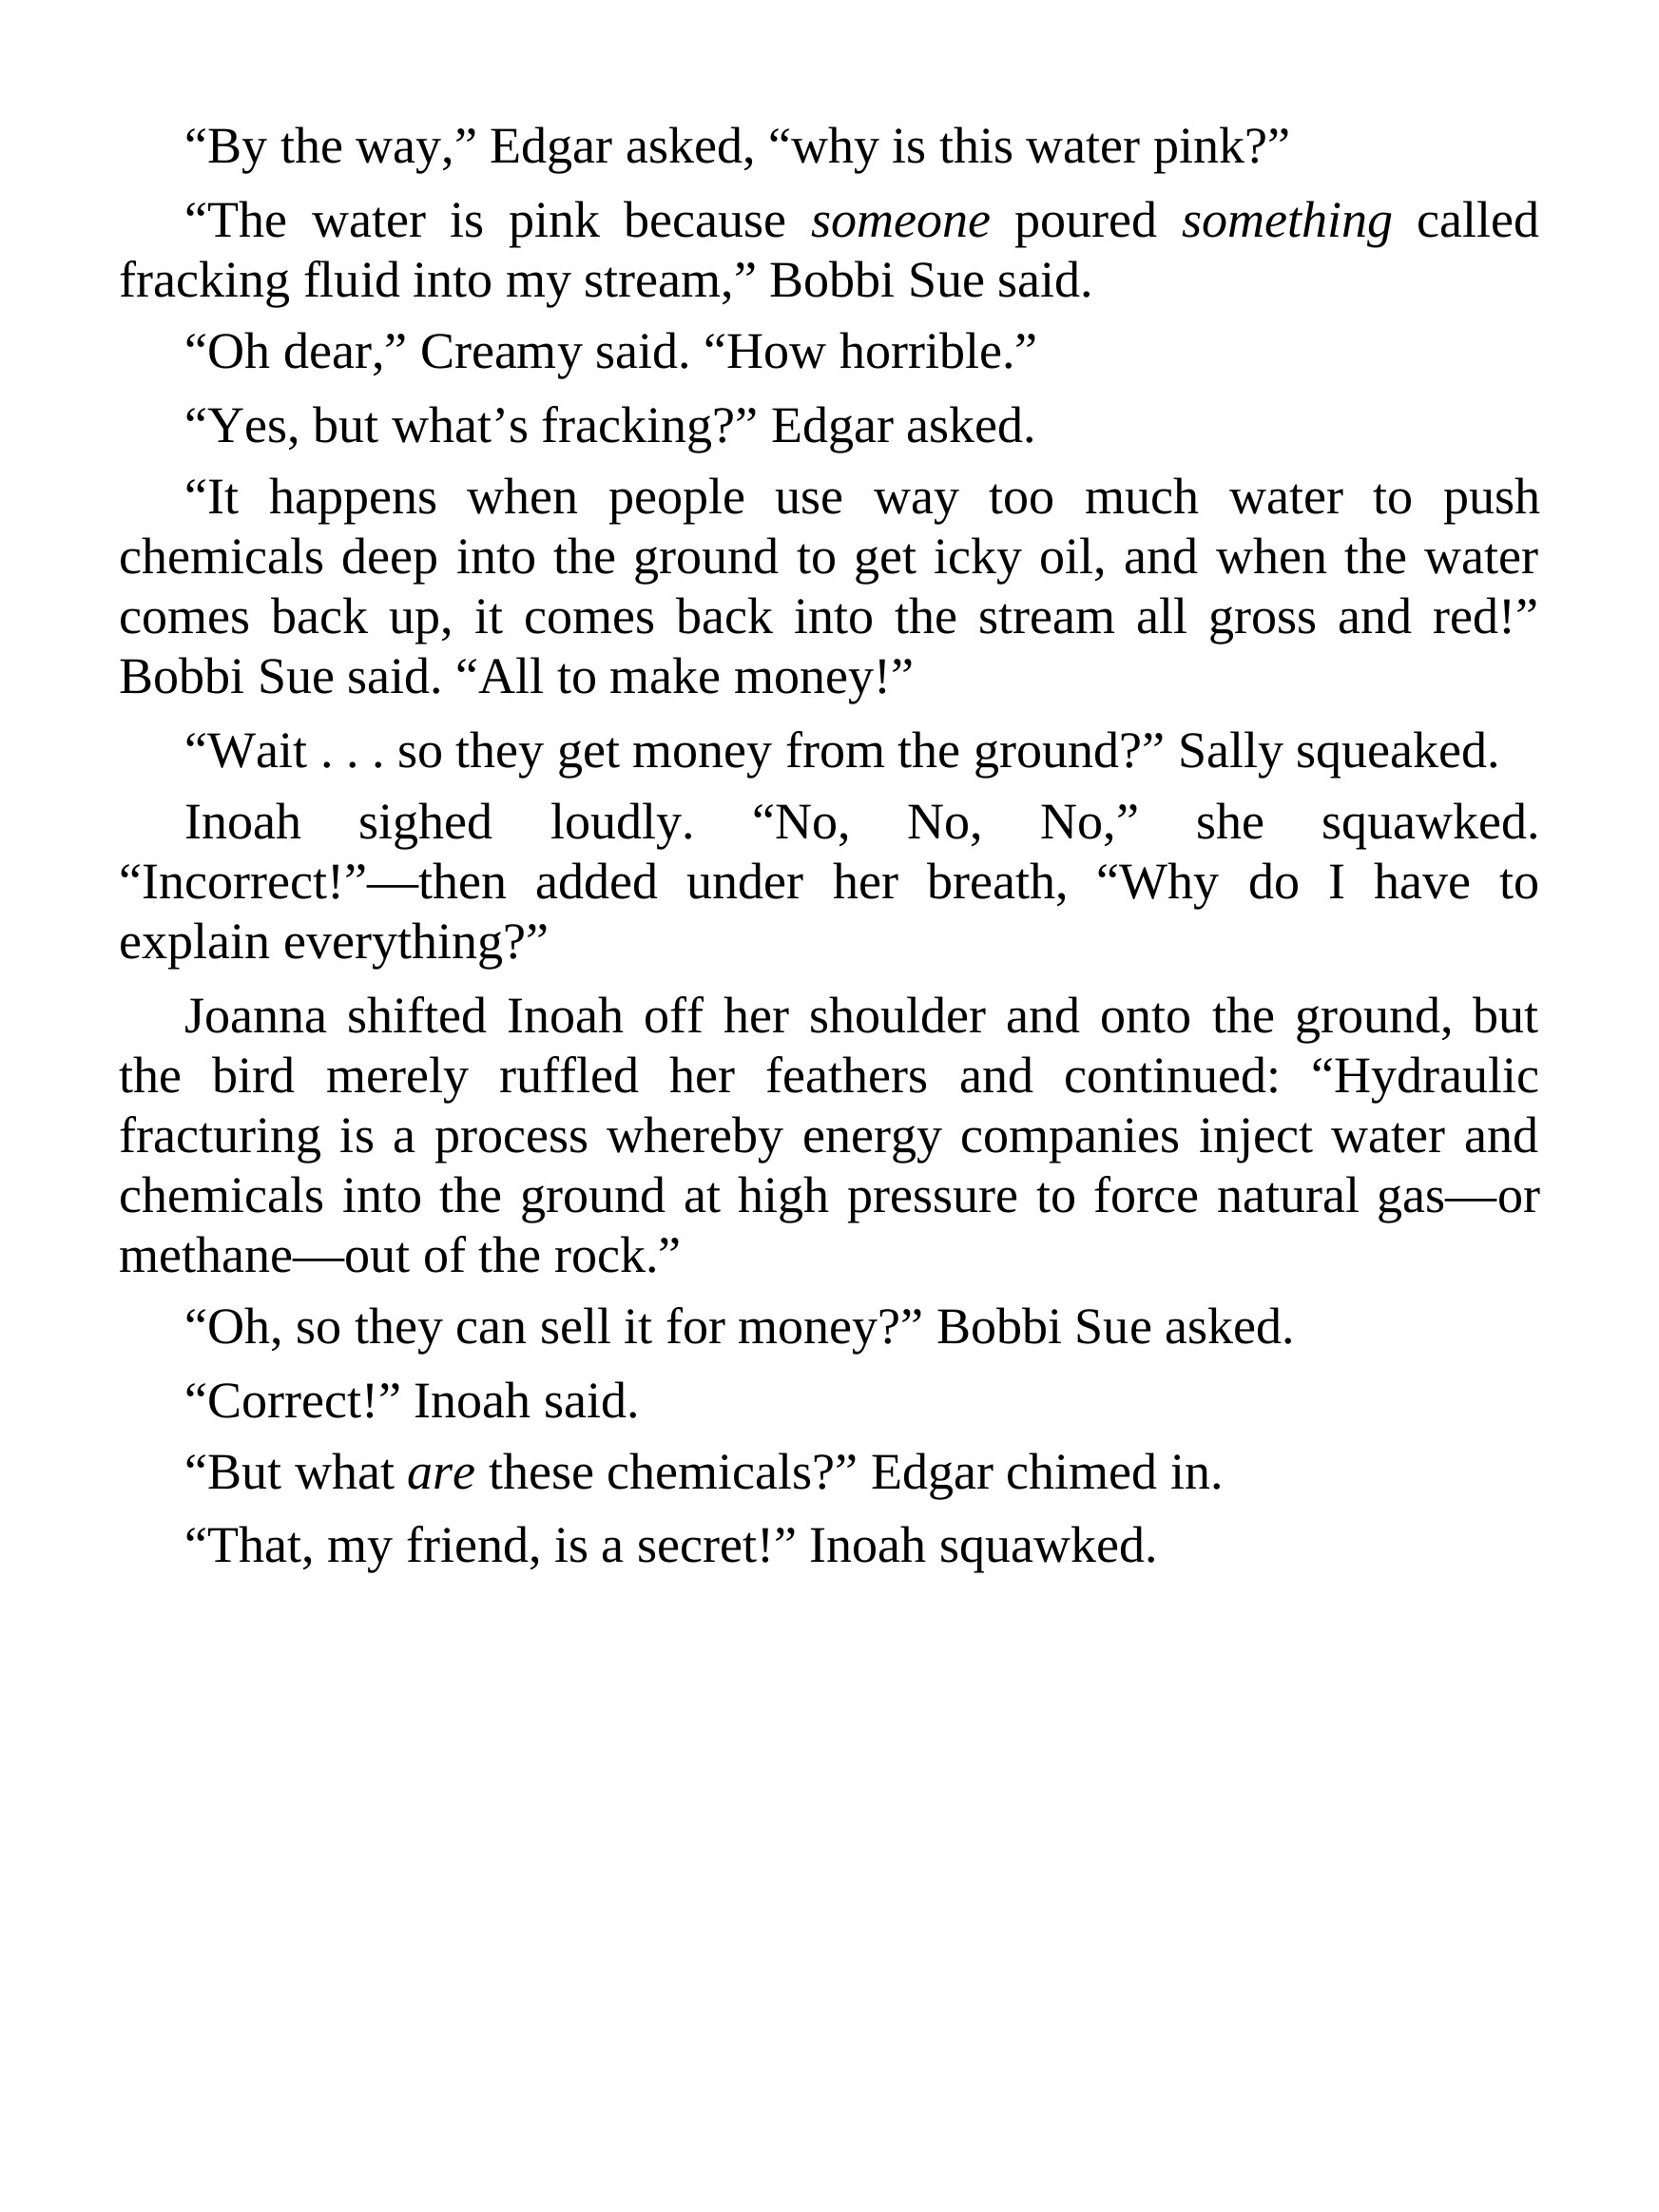 “By the way,” Edgar asked, “why is this water pink?”
“The water is pink because someone poured something called
fracking fluid into my stream,” Bobbi Sue said.
“Oh dear,” Creamy said. “How horrible.”
“Yes, but what’s fracking?” Edgar asked.
“It happens when people use way too much water to push
chemicals deep into the ground to get icky oil, and when the water
comes back up, it comes back into the stream all gross and red!”
Bobbi Sue said. “All to make money!”
“Wait . . . so they get money from the ground?” Sally squeaked.
Inoah sighed loudly. “No, No, No,” she squawked.
“Incorrect!”—then added under her breath, “Why do I have to
explain everything?”
Joanna shifted Inoah off her shoulder and onto the ground, but
the bird merely ruffled her feathers and continued: “Hydraulic
fracturing is a process whereby energy companies inject water and
chemicals into the ground at high pressure to force natural gas—or
methane—out of the rock.”
“Oh, so they can sell it for money?” Bobbi Sue asked.
“Correct!” Inoah said.
“But what are these chemicals?” Edgar chimed in.
“That, my friend, is a secret!” Inoah squawked.